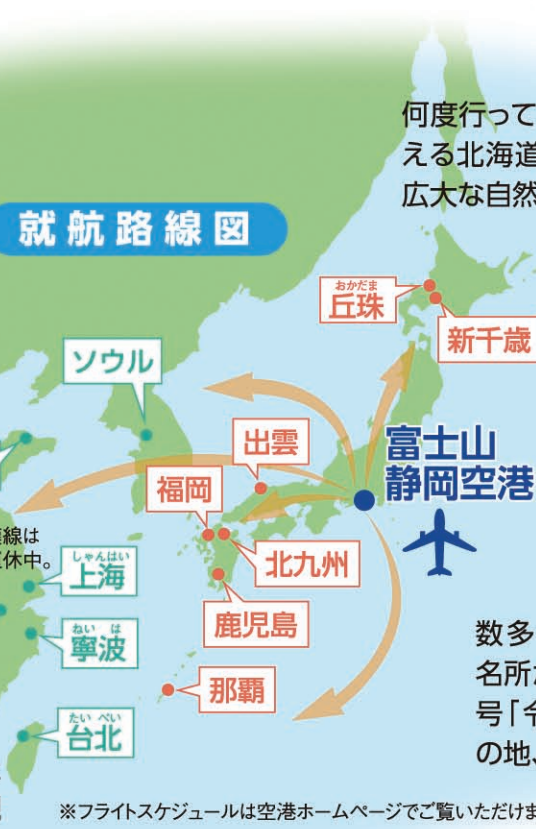 何度行って
える北海道
広大な自然
就航路線図
おかだま
丘珠
新千歳
ソウル
出雲
富士山
静岡空港
福岡
線は
休中。
北九州
しゃんはい
上海
鹿児島
ねいは
寧波
数多
名所
那覇
号「令
たいぺい
台北
の地、
※フライトスケジュールは空港ホームページでご覧いただけま